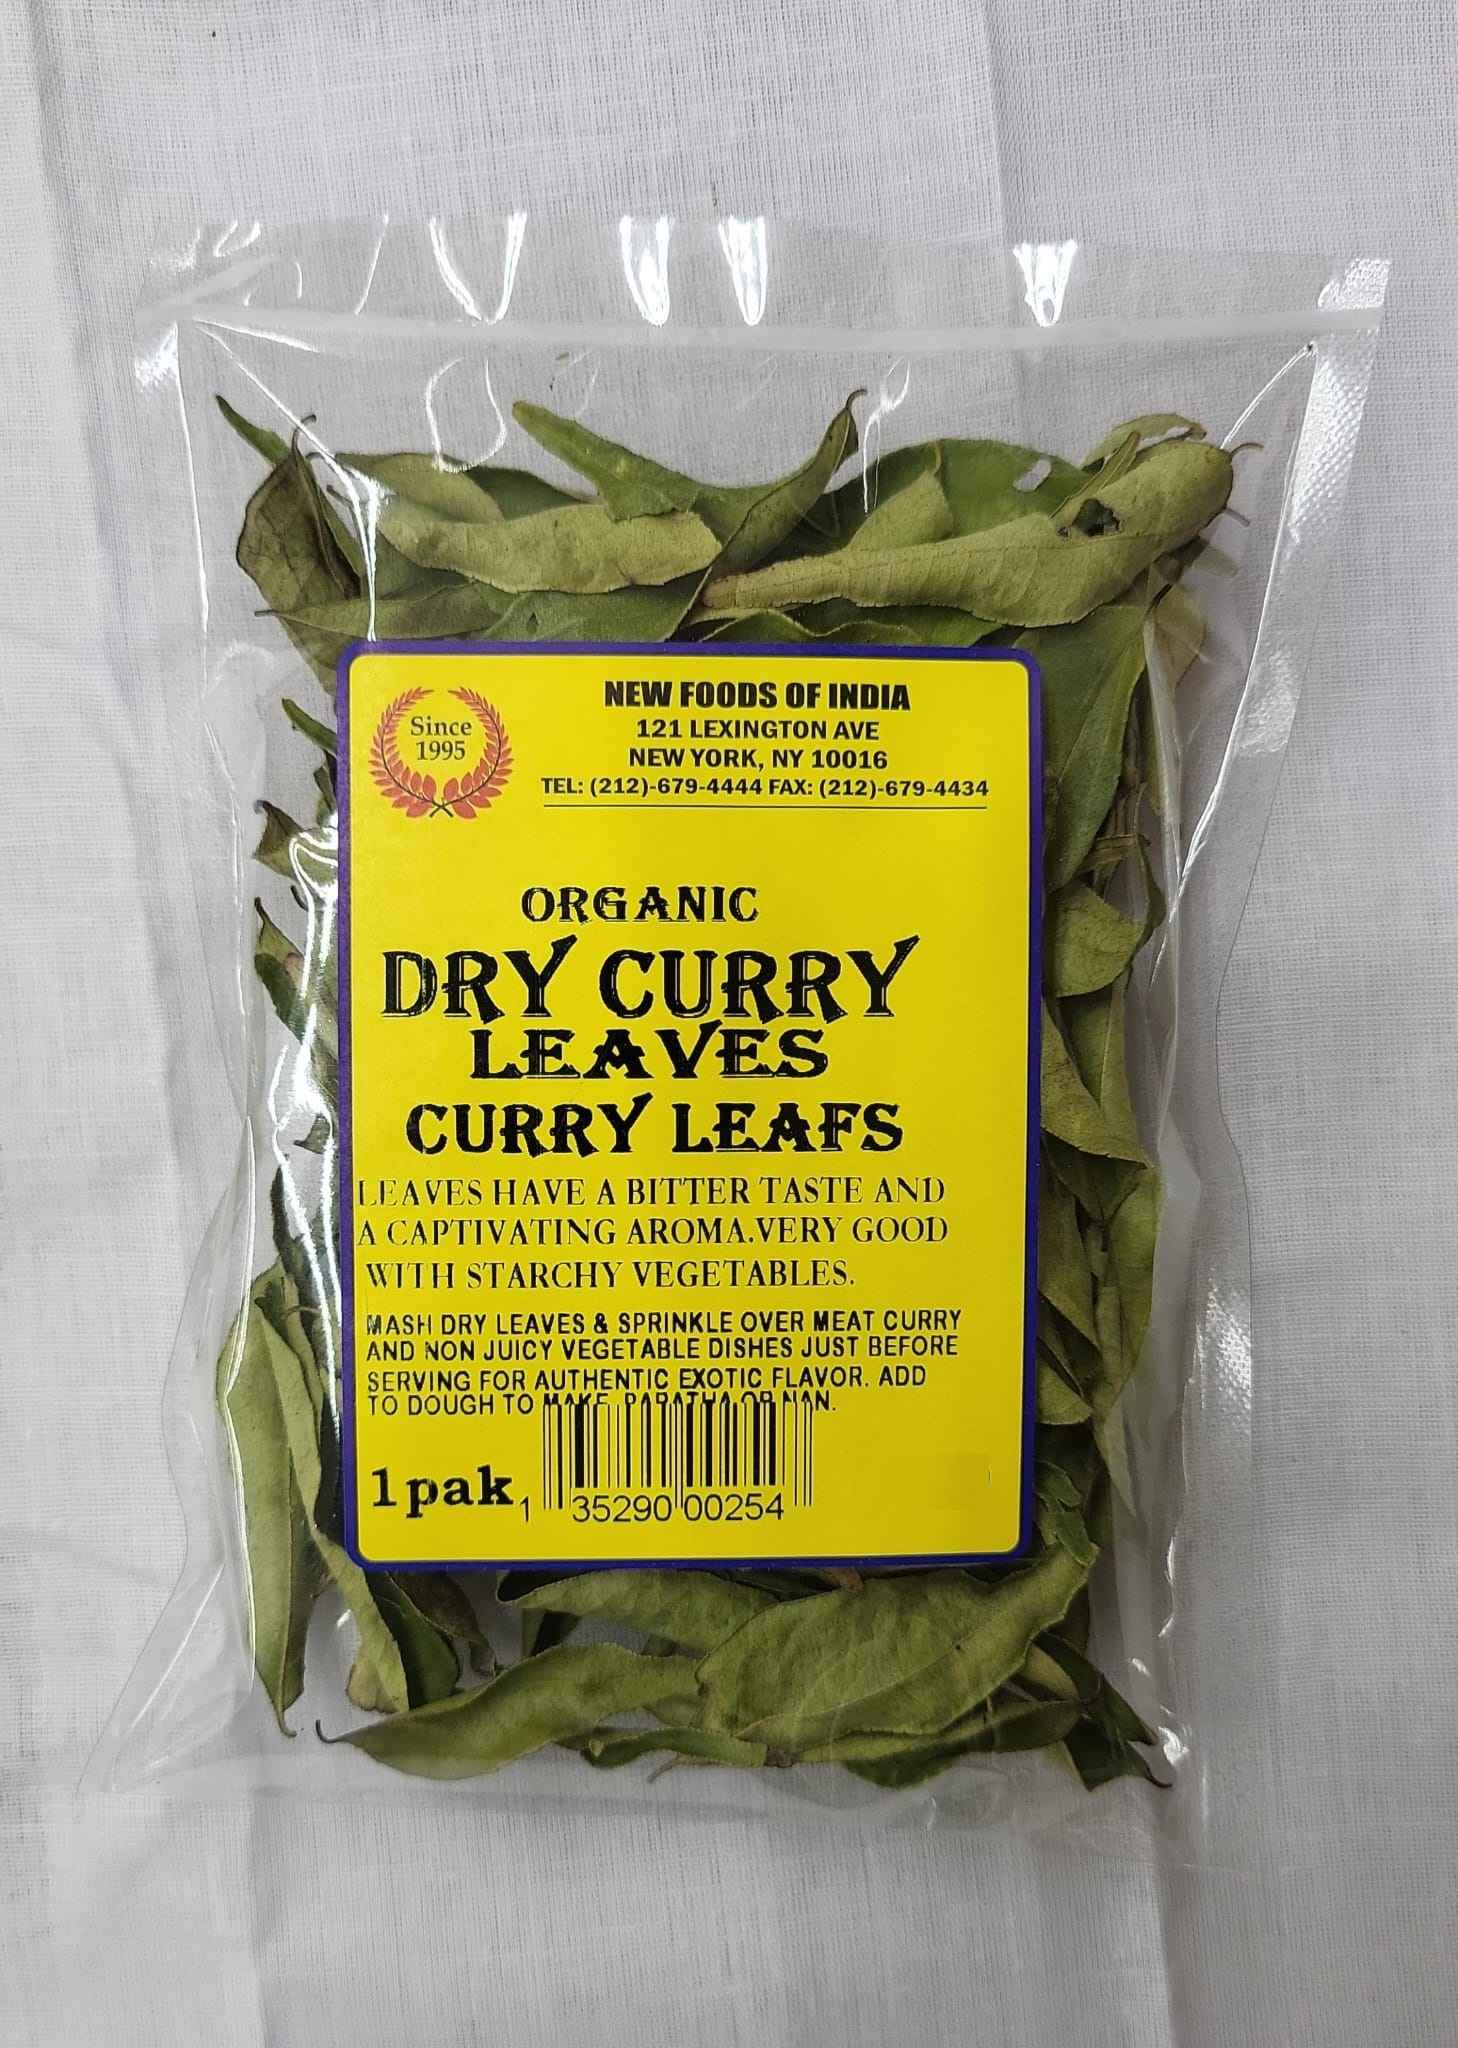 Since
1995
NEW FOODS OF INDIA
121 LEXINGTON AVE
NEW YORK, NY 10016
TEL: (212)-679-4444 FAX: (212)-679-4434
ORGANIC
DRY CURRY
LEAVES
CURRY LEAFS
LEAVES HAVE A BITTER TASTE AND
A CAPTIVATING AROMA.VERY GOOD
WITH STARCHY VEGETABLES.
MASH DRY LEAVES & SPRINKLE OVER MEAT CURRY
AND NON JUICY VEGETABLE DISHES JUST BEFORE
SERVING FOR AUTHENTIC EXOTIC FLAVOR. ADD
TO DOUGH TO MAKE PARATHA OR NAN.
1pak
1 35290 00254